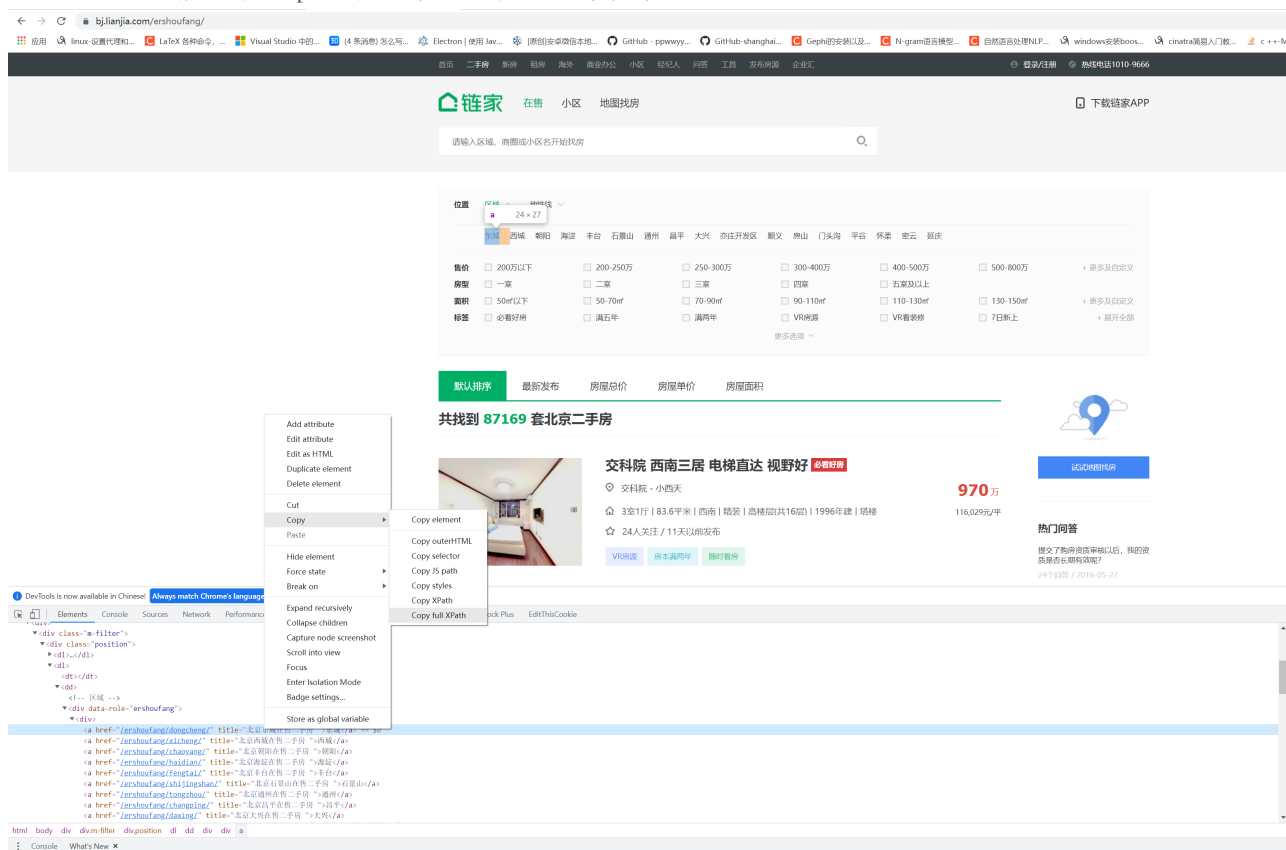 bj.lianjia.com/ershoufang/
应用 linux-设置代理和... LaTeX 各种命令，... Visual Studio 中的... (4 条消息) 怎么写... Electron | 使用 Jav... [原创]安卓微信本地... GitHub - ppwwyy... GitHub-shanghai... Gephi的安装以及... N-gram语言模型... 自然语言处理NLP... windows安装boos... cinatra简易入门教... c ++-M
首页 二手房 新房 租房 海外 商业办公 小区 经纪人 问答 工具 发布房源 企业汇 登录/注册 热线电话1010-9666
链家 在售 小区 地图找房 下载链家APP
请输入区域、商圈或小区名开始找房
位置 区域 地铁线
a 24 × 27
东城 西城 朝阳 海淀 丰台 石景山 通州 昌平 大兴 亦庄开发区 顺义 房山 门头沟 平谷 怀柔 密云 延庆
售价 200万以下 200-250万 250-300万 300-400万 400-500万 500-800万 + 更多及自定义
房型 一室 二室 三室 四室 五室及以上
面积 50㎡以下 50-70㎡ 70-90㎡ 90-110㎡ 110-130㎡ 130-150㎡ + 更多及自定义
标签 必看好房 满五年 满两年 VR房源 VR看装修 7日新上 + 展开全部
更多选项
默认排序 最新发布 房屋总价 房屋单价 房屋面积
共找到 87169 套北京二手房
交科院 西南三居 电梯直达 视野好 必看好房
交科院 - 小西天
970万
3室1厅 | 83.6平米 | 西南 | 精装 | 高楼层(共16层) | 1996年建 | 塔楼
116,029元/平
24人关注 / 11天以前发布
VR房源 房本满两年 随时看房
试试地图找房
热门问答
提交了购房资质审核以后，我的资
质是否长期有效呢?
24个回答 / 2016-05-27
Add attribute
Edit attribute
Edit as HTML
Duplicate element
Delete element
Cut
Copy
Paste
Hide element
Force state
Break on
Expand recursively
Collapse children
Capture node screenshot
Scroll into view
Focus
Enter Isolation Mode
Badge settings...
Store as global variable
Copy element
Copy outerHTML
Copy selector
Copy JS path
Copy styles
Copy XPath
Copy full XPath
DevTools is now available in Chinese! Always match Chrome's language
Elements Console Sources Network Performance ock Plus EditThisCookie
<div class="m-filter">
<div class="position">
<dl>…</dl>
<dl>
<dt></dt>
<dd>
<!-- 区域 -->
<div data-role="ershoufang">
<div>
<a href="/ershoufang/dongcheng/" title="北京东城在售二手房 ">东城</a> == $0
<a href="/ershoufang/xicheng/" title="北京西城在售二手房 ">西城</a>
<a href="/ershoufang/chaoyang/" title="北京朝阳在售二手房 ">朝阳</a>
<a href="/ershoufang/haidian/" title="北京海淀在售二手房 ">海淀</a>
<a href="/ershoufang/fengtai/" title="北京丰台在售二手房 ">丰台</a>
<a href="/ershoufang/shijingshan/" title="北京石景山在售二手房 ">石景山</a>
<a href="/ershoufang/tongzhou/" title="北京通州在售二手房 ">通州</a>
<a href="/ershoufang/changping/" title="北京昌平在售二手房 ">昌平</a>
<a href="/ershoufang/daxing/" title="北京大兴在售二手房 ">大兴</a>
html body div div.m-filter div.position dl dd div div a
Console What's New ×